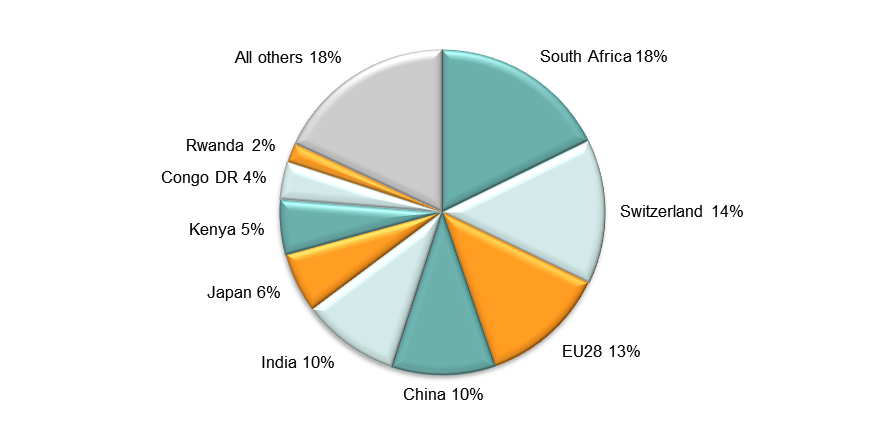 South Africa 18%
Switzerland 14%
EU28 13%
China 10%
India 10%
Japan 6%
Kenya 5%
Congo DR 4%
Rwanda 2%
All others 18%